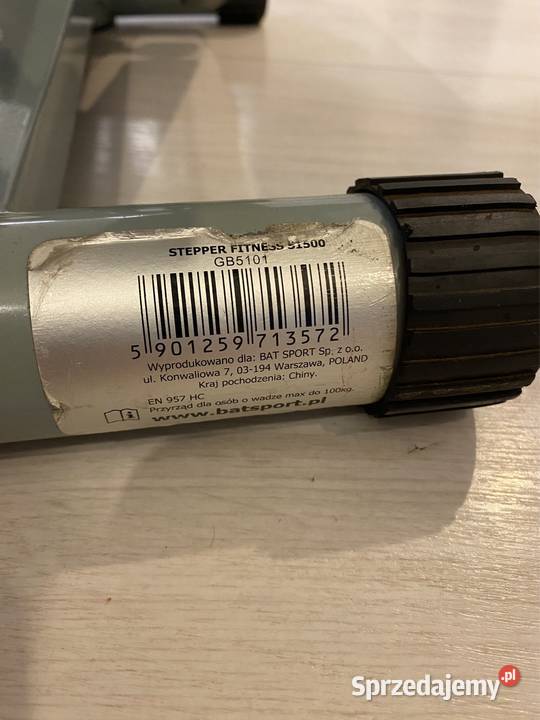 STEPPER FITNESS S1500
GB5101
5 901259 713572
Wyprodukowano dla: BAT SPORT Sp. z o.o.
ul. Konwaliowa 7, 03-194 Warszawa, POLAND
Kraj pochodzenia: Chiny.
EN 957 HC
Przyrząd dla osób o wadze max do 100kg.
www.batsport.pl
Sprzedajemy.pl